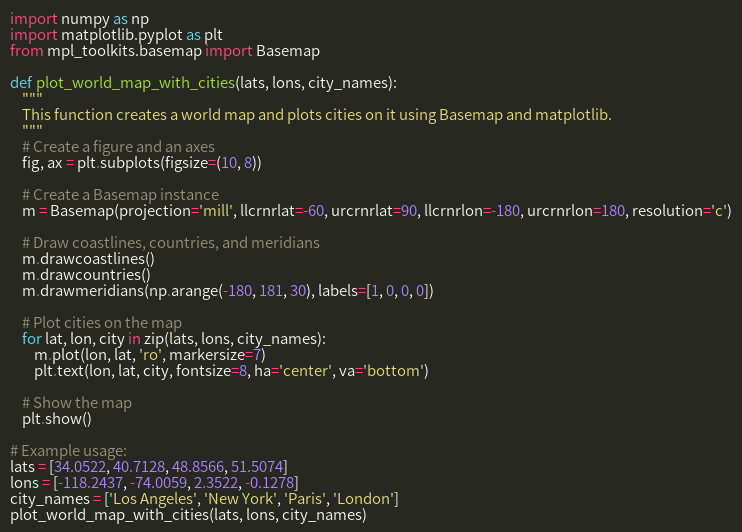 import numpy as np
import matplotlib.pyplot as plt
from mpl_toolkits.basemap import Basemap

def plot_world_map_with_cities(lats, lons, city_names):
    """
    This function creates a world map and plots cities on it using Basemap and matplotlib.
    """
    # Create a figure and an axes
    fig, ax = plt.subplots(figsize=(10, 8))

    # Create a Basemap instance
    m = Basemap(projection='mill', llcrnrlat=-60, urcrnrlat=90, llcrnrlon=-180, urcrnrlon=180, resolution='c')

    # Draw coastlines, countries, and meridians
    m.drawcoastlines()
    m.drawcountries()
    m.drawmeridians(np.arange(-180, 181, 30), labels=[1, 0, 0, 0])

    # Plot cities on the map
    for lat, lon, city in zip(lats, lons, city_names):
        m.plot(lon, lat, 'ro', markersize=7)
        plt.text(lon, lat, city, fontsize=8, ha='center', va='bottom')

    # Show the map
    plt.show()

# Example usage:
lats = [34.0522, 40.7128, 48.8566, 51.5074]
lons = [-118.2437, -74.0059, 2.3522, -0.1278]
city_names = ['Los Angeles', 'New York', 'Paris', 'London']
plot_world_map_with_cities(lats, lons, city_names)